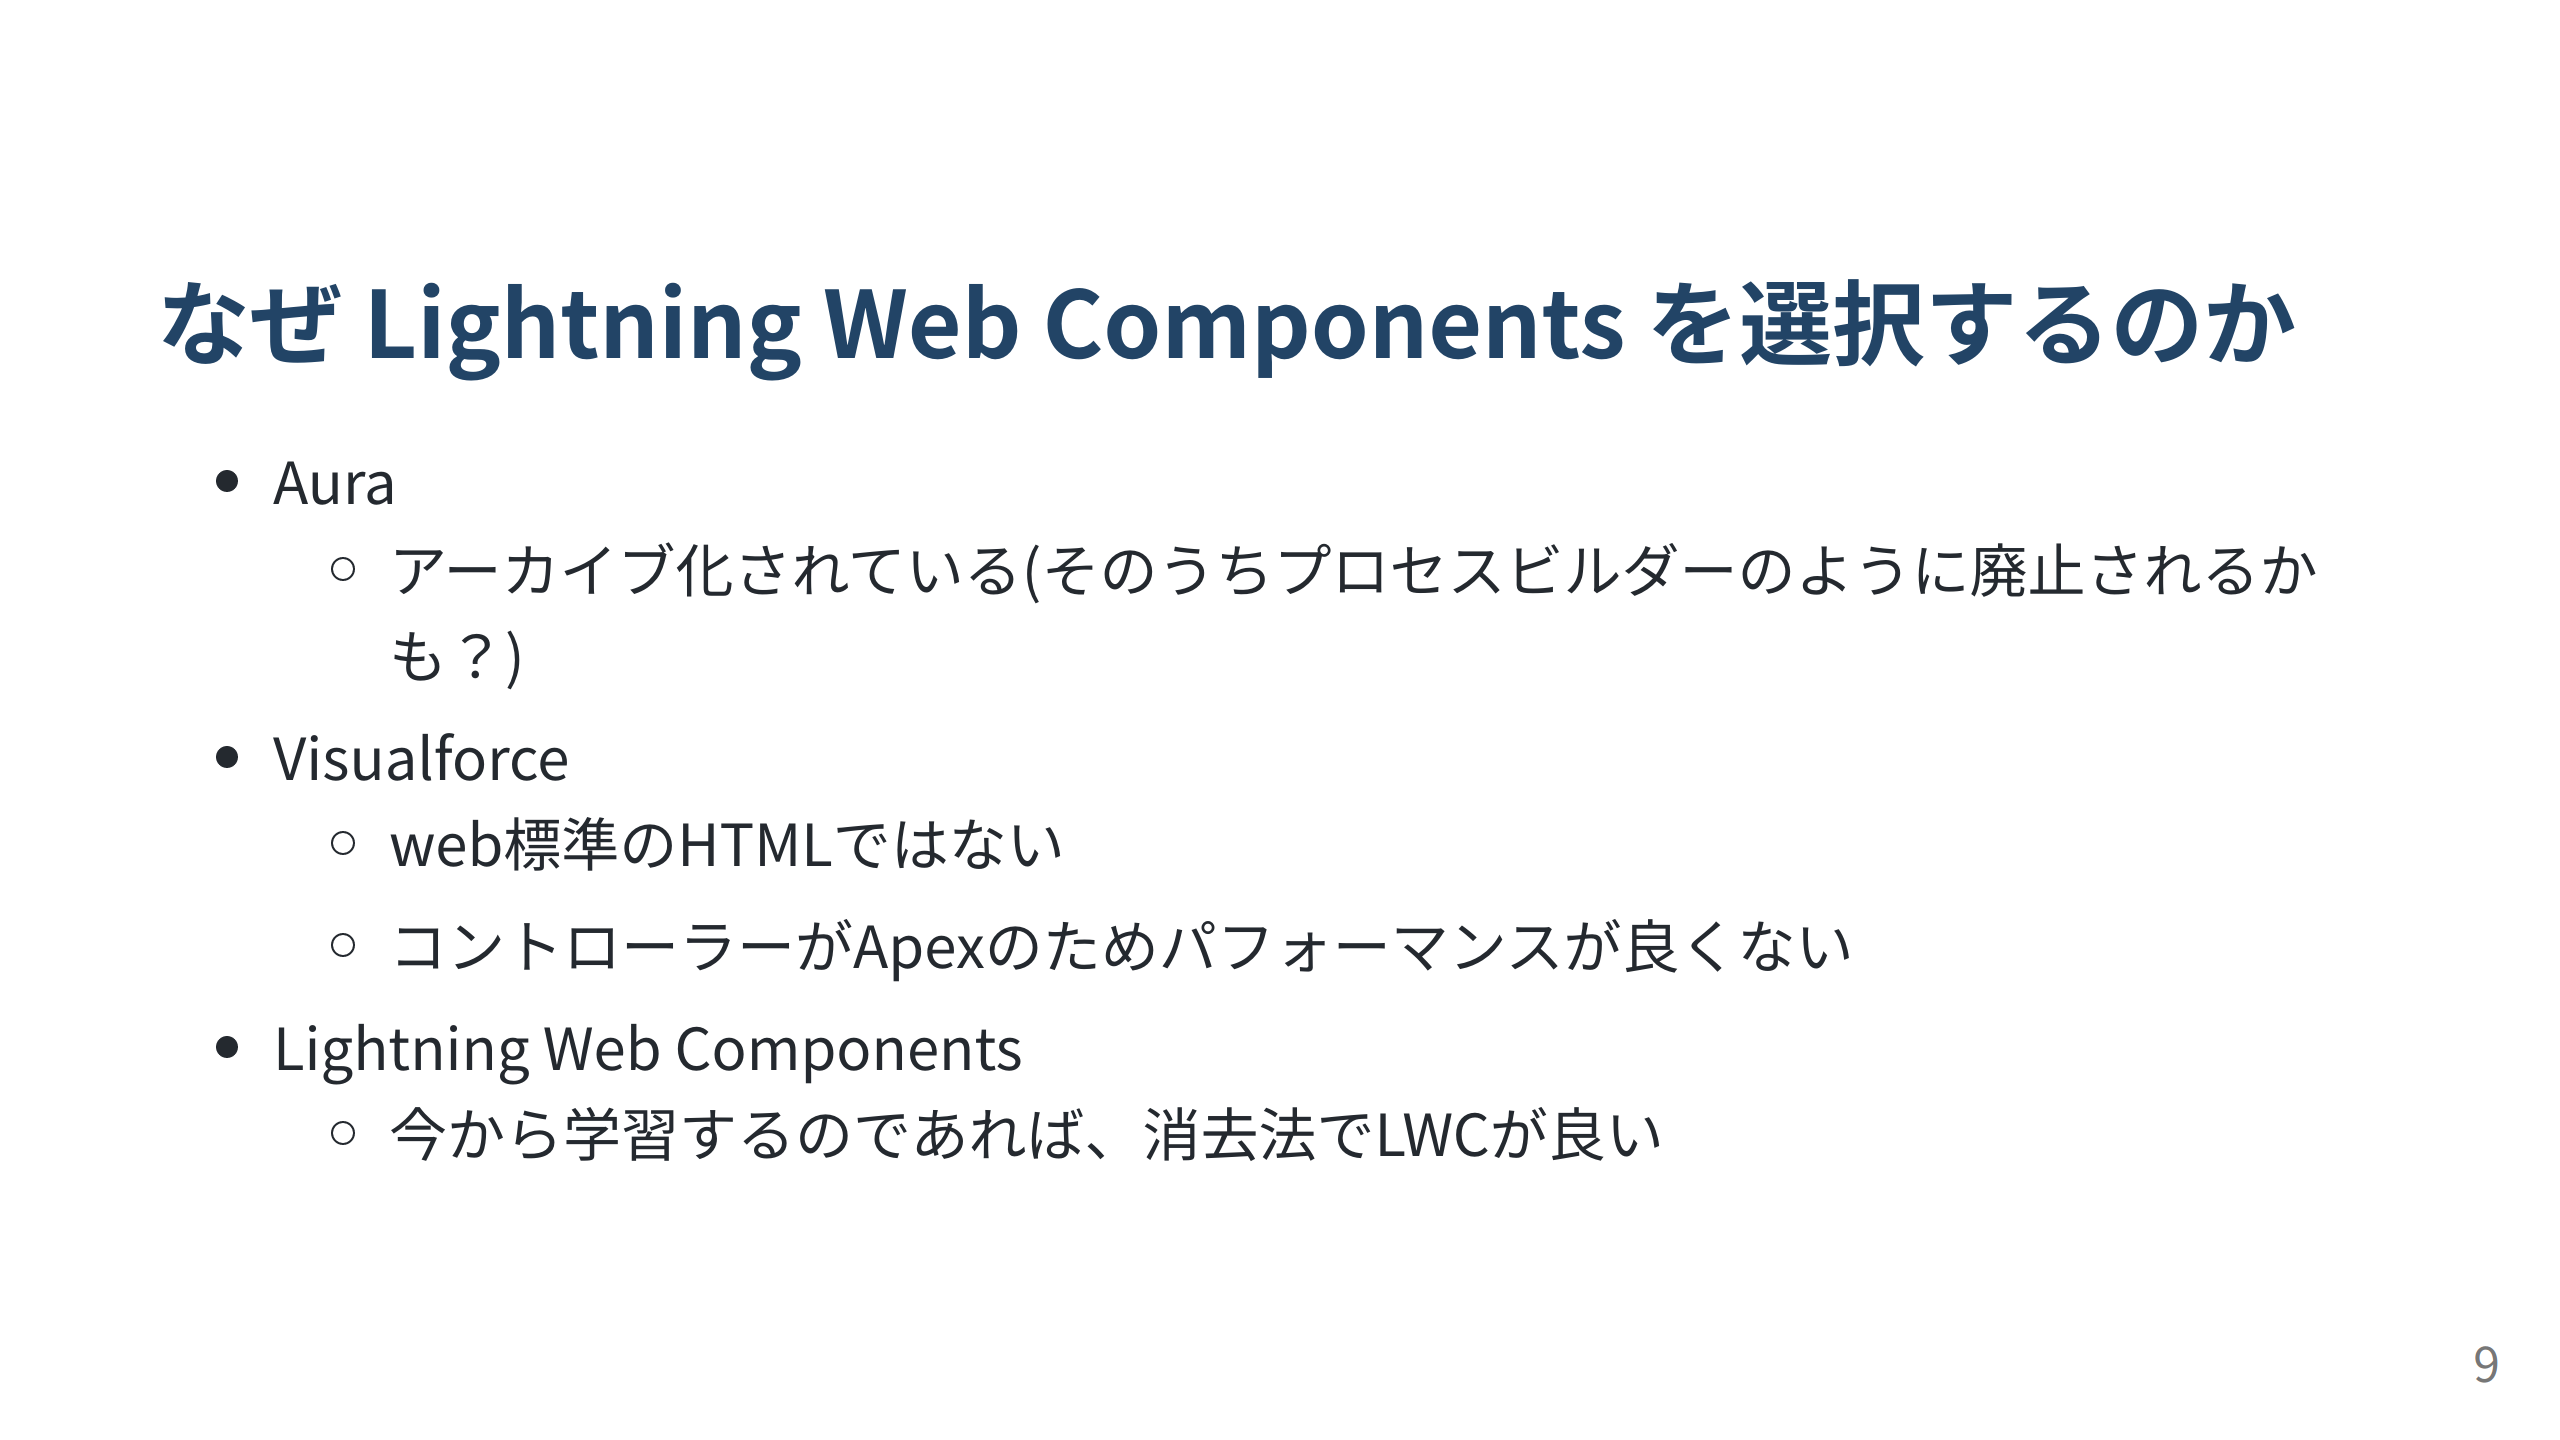 なぜ Lightning Web Components を選択するのか
Aura
アーカイブ化されている(そのうちプロセスビルダーのように廃止されるか
も？)
Visualforce
web標準のHTMLではない
コントローラーがApexのためパフォーマンスが良くない
Lightning Web Components
今から学習するのであれば、消去法でLWCが良い
9